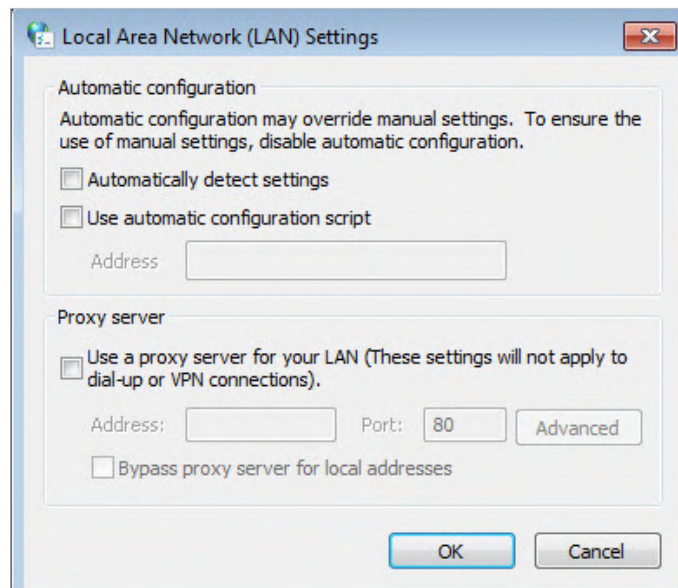 Local Area Network (LAN) Settings
Automatic configuration
Automatic configuration may override manual settings.  To ensure the
use of manual settings, disable automatic configuration.
Automatically detect settings
Use automatic configuration script
Address
Proxy server
Use a proxy server for your LAN (These settings will not apply to
dial-up or VPN connections).
Address:
Port: 80 Advanced
Bypass proxy server for local addresses
OK Cancel